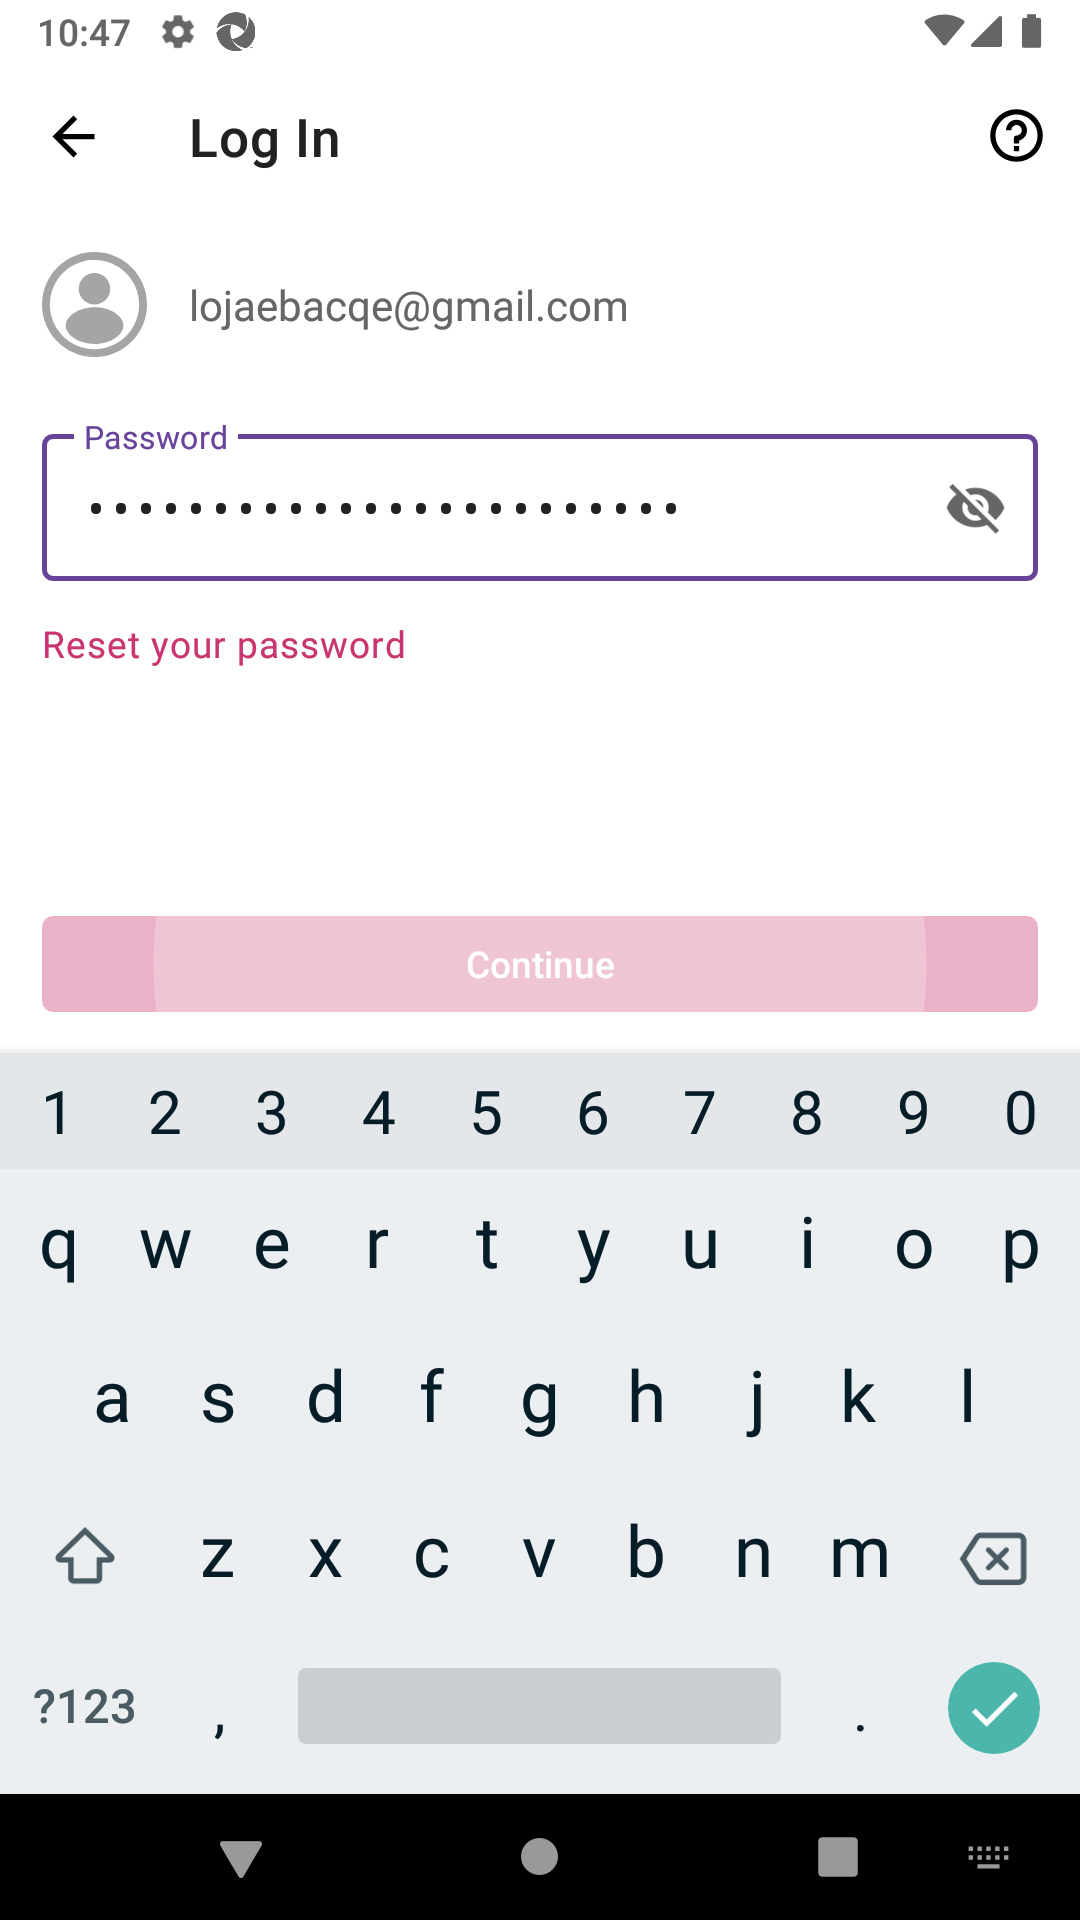 10:47
Log In
lojaebacqe@gmail.com
Password
••••••••••••••••••••••••
Reset your password
Continue
1 2 3 4 5 6 7 8 9 0
q w e r t y u i o p
a s d f g h j k l
z x c v b n m
?123 , .